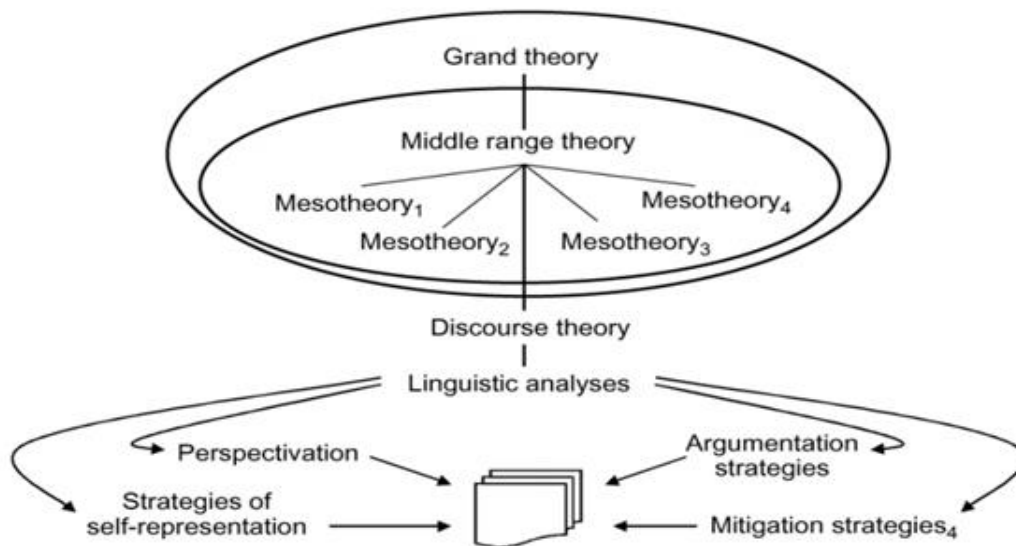 Grand theory
Middle range theory
Mesotheory₁
Mesotheory₄
Mesotheory₂
Mesotheory₃
Discourse theory
Linguistic analyses
Perspectivation
Argumentation
strategies
Strategies of
self-representation
Mitigation strategies₄